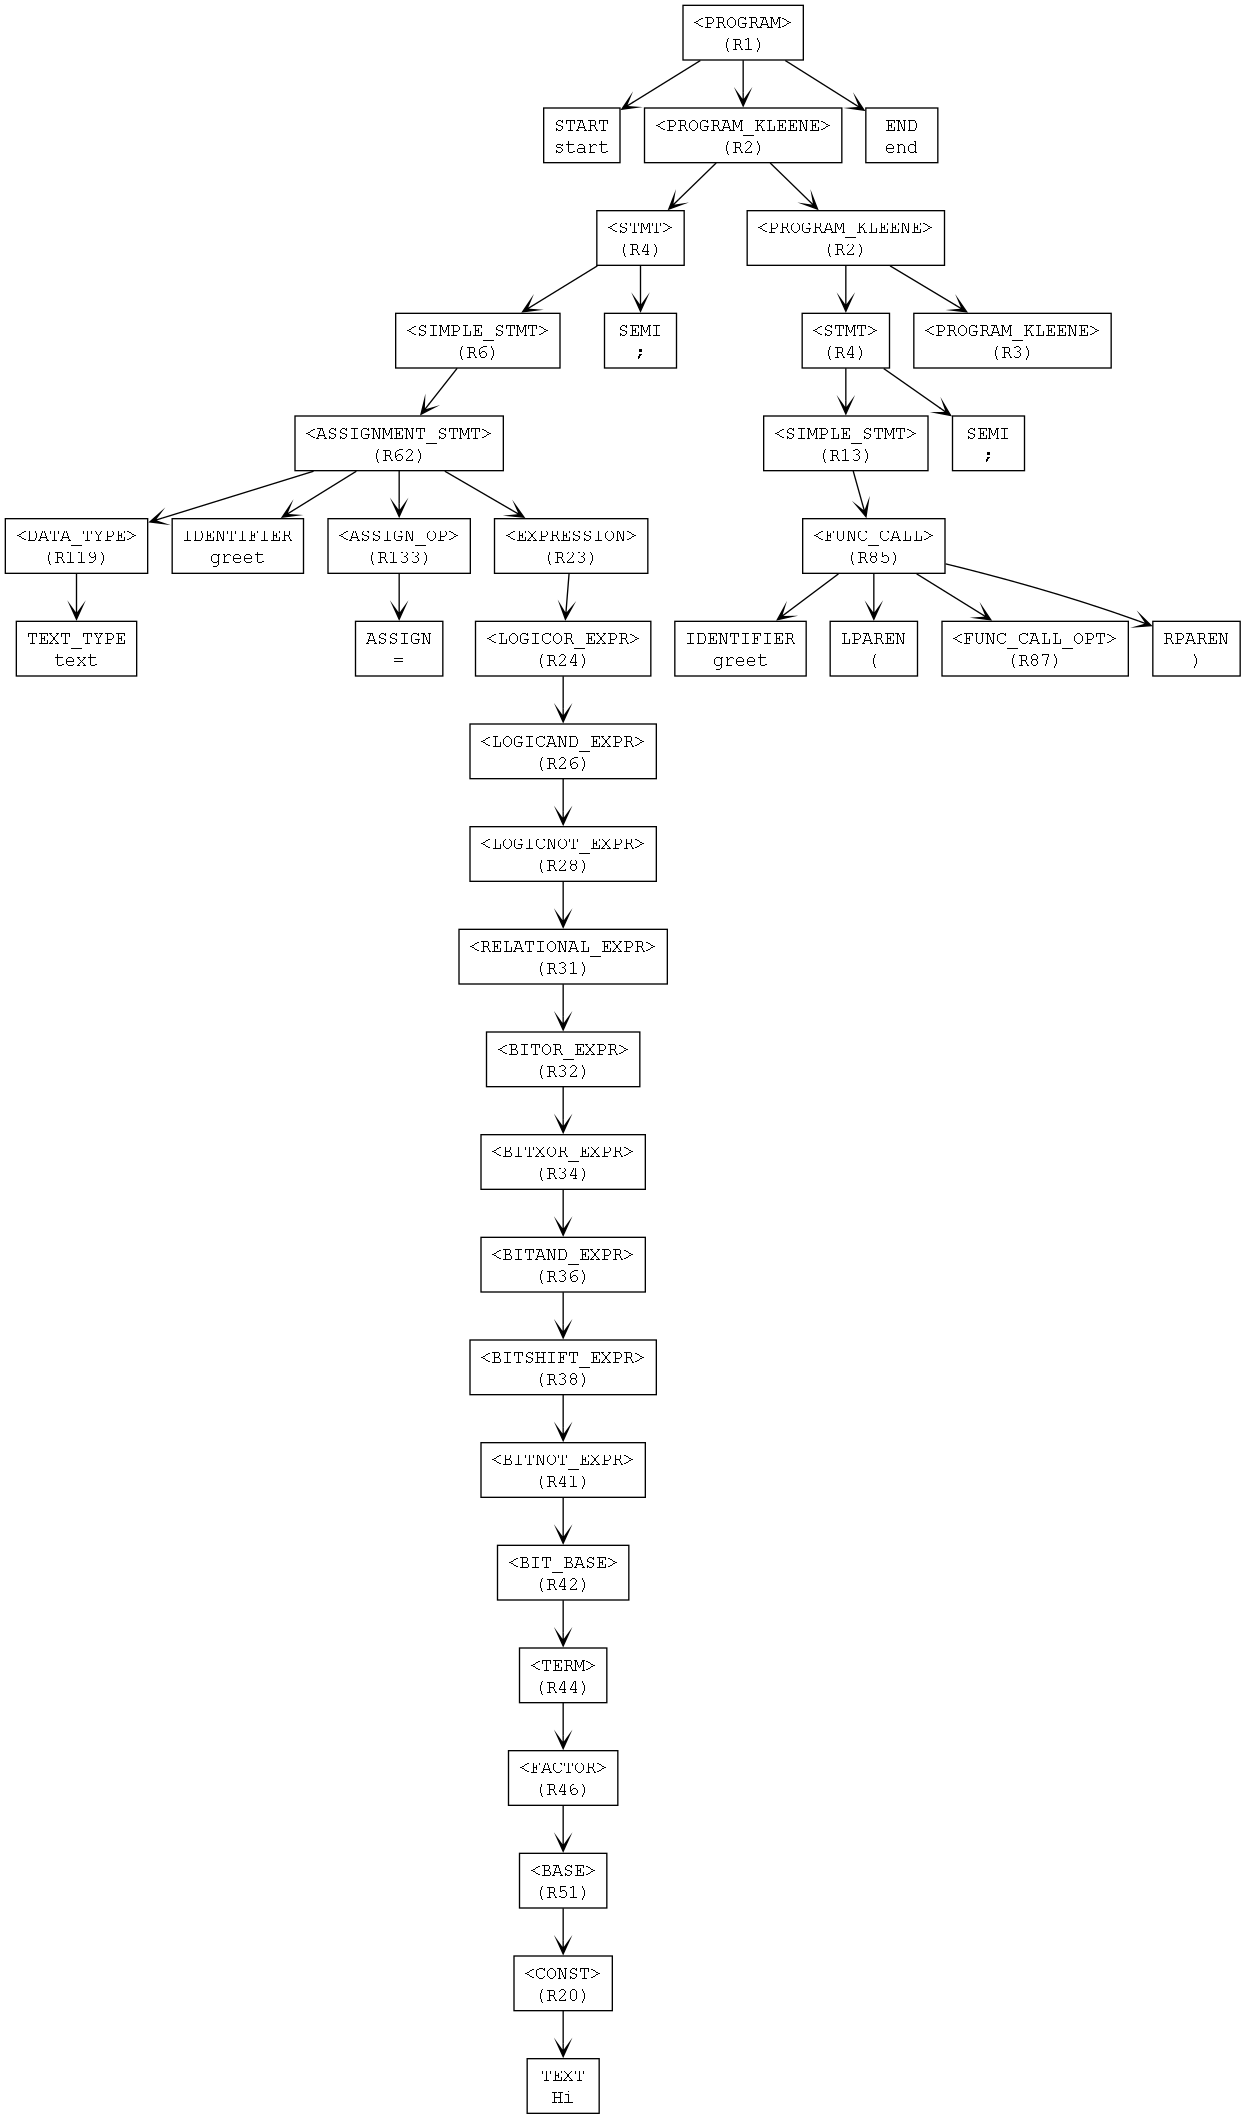 <PROGRAM>
(R1)
START
start
<PROGRAM_KLEENE>
(R2)
END
end
<STMT>
(R4)
<PROGRAM_KLEENE>
(R2)
<SIMPLE_STMT>
(R6)
SEMI
;
<STMT>
(R4)
<PROGRAM_KLEENE>
(R3)
<ASSIGNMENT_STMT>
(R62)
<SIMPLE_STMT>
(R13)
SEMI
;
<DATA_TYPE>
(R119)
IDENTIFIER
greet
<ASSIGN_OP>
(R133)
<EXPRESSION>
(R23)
<FUNC_CALL>
(R85)
TEXT_TYPE
text
ASSIGN
=
<LOGICOR_EXPR>
(R24)
IDENTIFIER
greet
LPAREN
(
<FUNC_CALL_OPT>
(R87)
RPAREN
)
<LOGICAND_EXPR>
(R26)
<LOGICNOT_EXPR>
(R28)
<RELATIONAL_EXPR>
(R31)
<BITOR_EXPR>
(R32)
<BITXOR_EXPR>
(R34)
<BITAND_EXPR>
(R36)
<BITSHIFT_EXPR>
(R38)
<BITNOT_EXPR>
(R41)
<BIT_BASE>
(R42)
<TERM>
(R44)
<FACTOR>
(R46)
<BASE>
(R51)
<CONST>
(R20)
TEXT
Hi